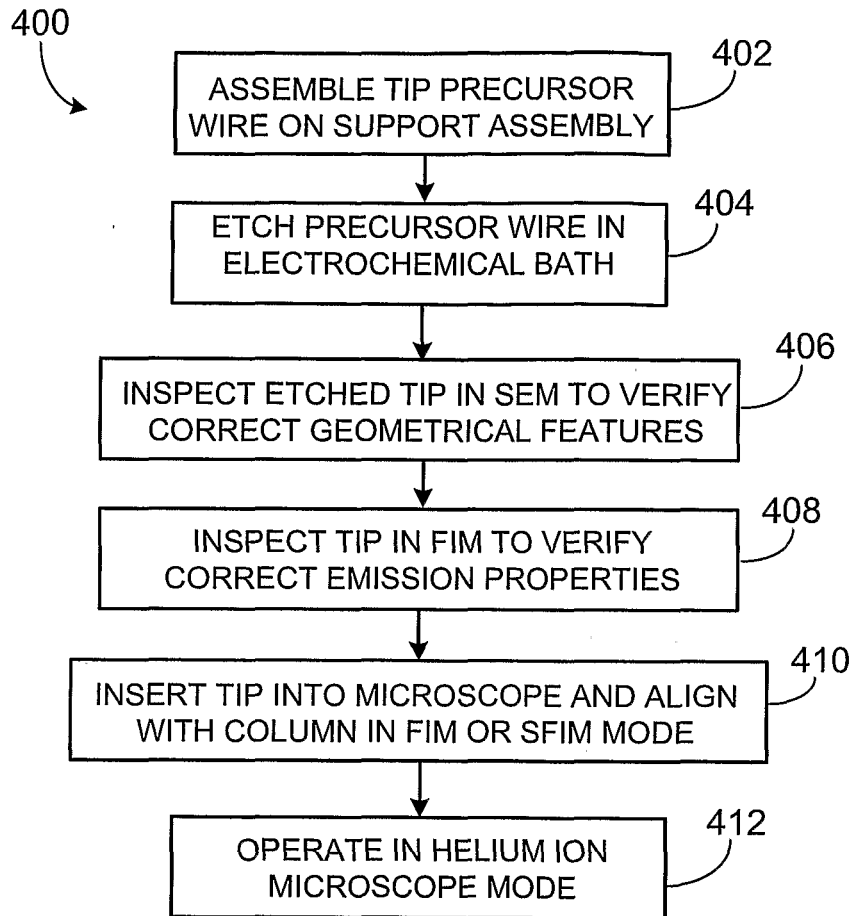 400
402
ASSEMBLE TIP PRECURSOR
WIRE ON SUPPORT ASSEMBLY
404
ETCH PRECURSOR WIRE IN
ELECTROCHEMICAL BATH
406
INSPECT ETCHED TIP IN SEM TO VERIFY
CORRECT GEOMETRICAL FEATURES
408
INSPECT TIP IN FIM TO VERIFY
CORRECT EMISSION PROPERTIES
410
INSERT TIP INTO MICROSCOPE AND ALIGN
WITH COLUMN IN FIM OR SFIM MODE
412
OPERATE IN HELIUM ION
MICROSCOPE MODE